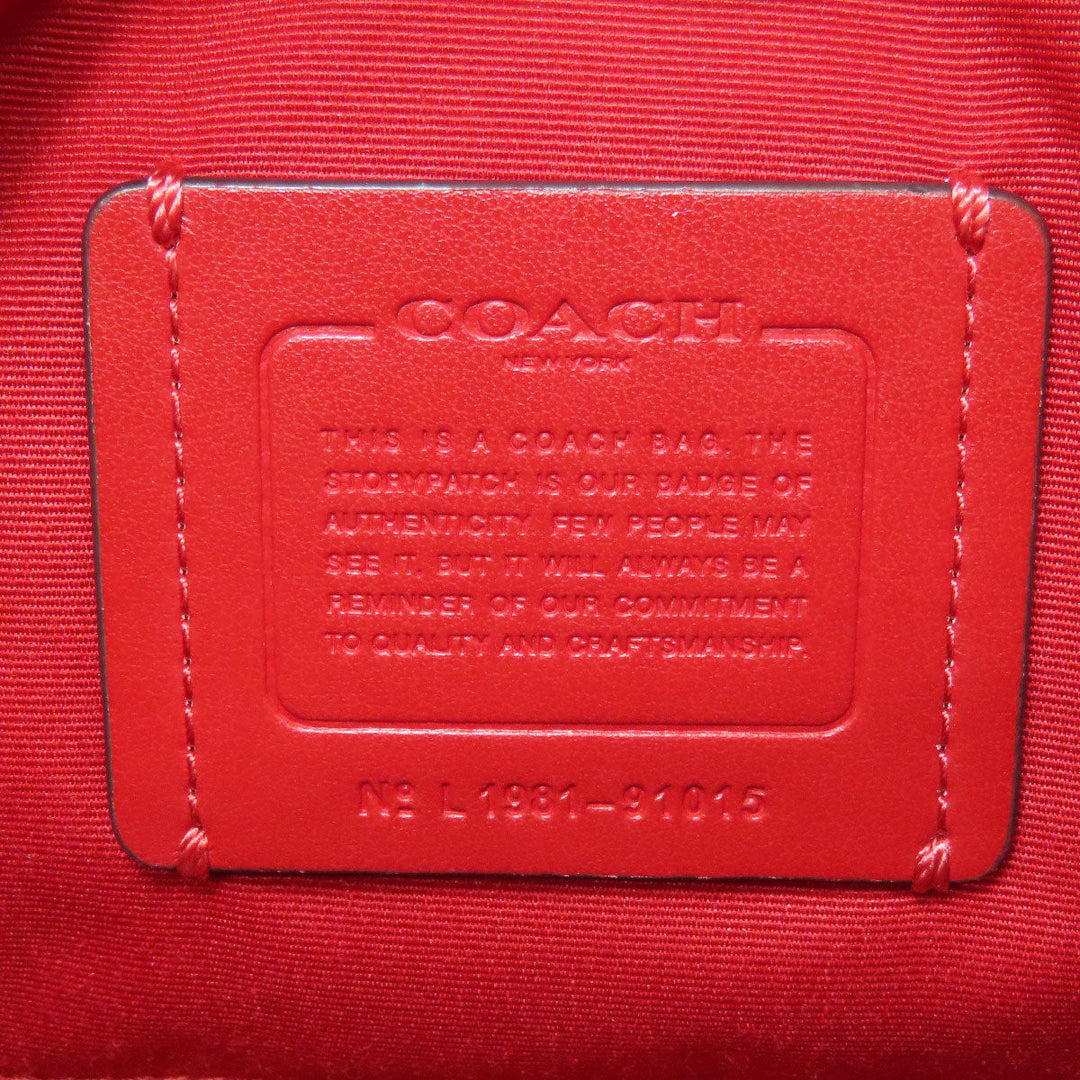 COACH
NEW YORK
THIS IS A COACH BAG. THE
STORYPATCH IS OUR BADGE OF
AUTHENTICITY. FEW PEOPLE MAY
SEE IT, BUT IT WILL ALWAYS BE A
REMINDER OF OUR COMMITMENT
TO QUALITY AND CRAFTSMANSHIP.
Nº L1981-91015